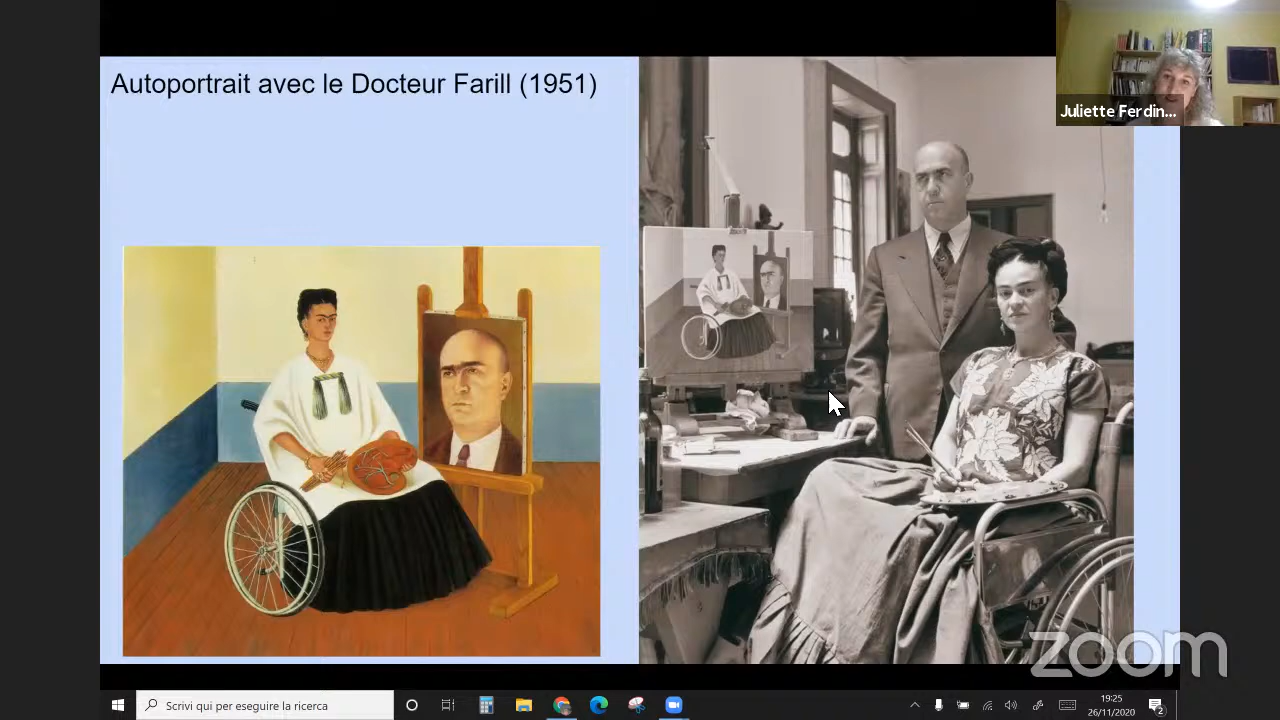 Autoportrait avec le Docteur Farill (1951)
Juliette Ferdin...
zoom
Scrivi qui per eseguire la ricerca
19:25
26/11/2020
2